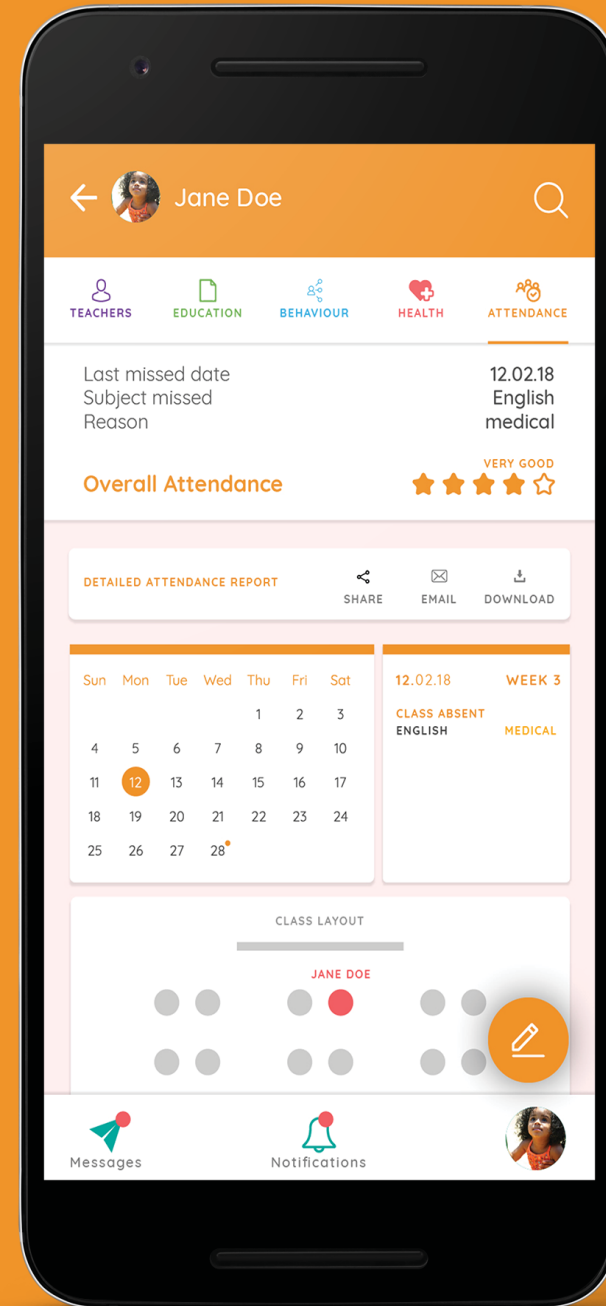 Jane Doe
TEACHERS EDUCATION BEHAVIOUR HEALTH ATTENDANCE
Last missed date 12.02.18
Subject missed English
Reason medical
VERY GOOD
Overall Attendance
DETAILED ATTENDANCE REPORT SHARE EMAIL DOWNLOAD
Sun Mon Tue Wed Thu Fri Sat
1 2 3
4 5 6 7 8 9 10
11 12 13 14 15 16 17
18 19 20 21 22 23 24
25 26 27 28
12.02.18 WEEK 3
CLASS ABSENT
ENGLISH MEDICAL
CLASS LAYOUT
JANE DOE
Messages Notifications